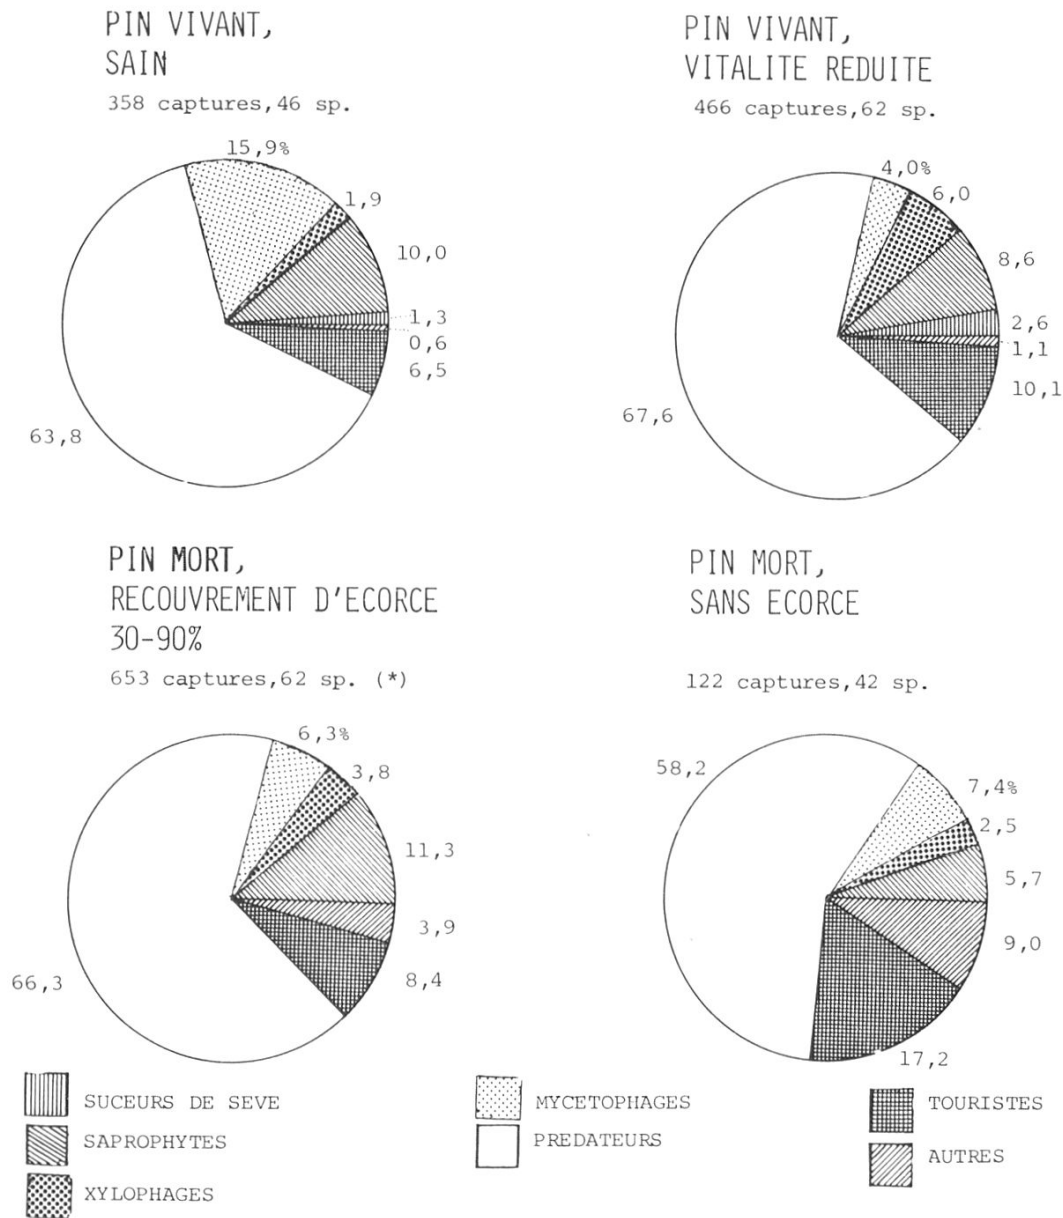 PIN VIVANT,
SAIN
358 captures,46 sp.
15,9%
1,9
10,0
1,3
0,6
6,5
63,8
PIN VIVANT,
VITALITE REDUITE
466 captures,62 sp.
4,0%
6,0
8,6
2,6
1,1
10,1
67,6
PIN MORT,
RECOUVREMENT D'ECORCE
30-90%
653 captures,62 sp. (*)
6,3%
3,8
11,3
3,9
8,4
66,3
PIN MORT,
SANS ECORCE
122 captures,42 sp.
58,2
7,4%
2,5
5,7
9,0
17,2
SUCEURS DE SEVE
SAPROPHYTES
XYLOPHAGES
MYCETOPHAGES
PREDATEURS
TOURISTES
AUTRES